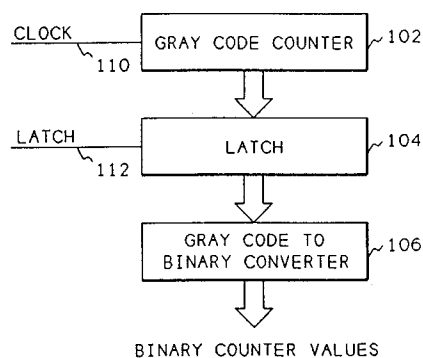 CLOCK
110
GRAY CODE COUNTER
102
LATCH
112
LATCH
104
GRAY CODE TO
BINARY CONVERTER
106
BINARY COUNTER VALUES